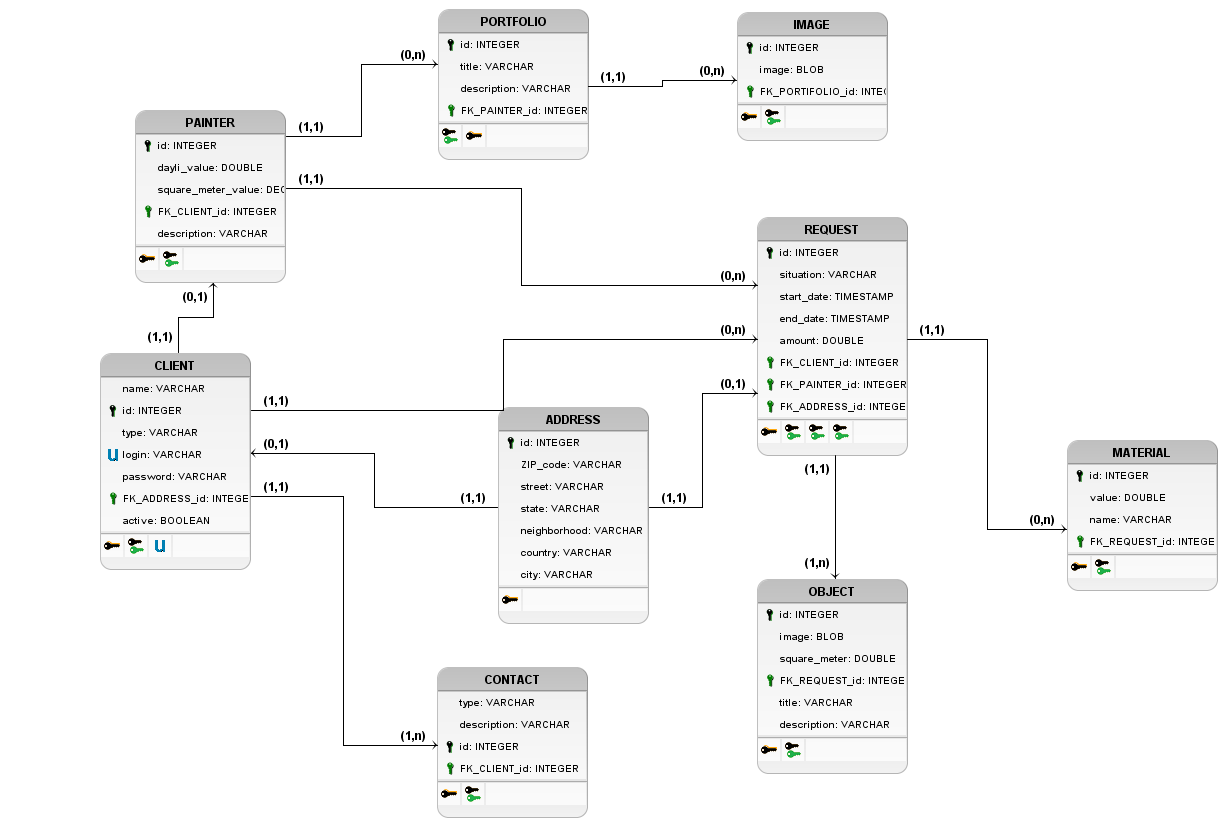 PORTFOLIO
id: INTEGER
title: VARCHAR
description: VARCHAR
FK_PAINTER_id: INTEGER
IMAGE
id: INTEGER
image: BLOB
FK_PORTIFOLIO_id: INTE
(0,n)
(1,1)
(0,n)
PAINTER
id: INTEGER
dayli_value: DOUBLE
square_meter_value: DEC
FK_CLIENT_id: INTEGER
description: VARCHAR
(1,1)
(1,1)
(0,1)
(1,1)
REQUEST
id: INTEGER
situation: VARCHAR
start_date: TIMESTAMP
end_date: TIMESTAMP
amount: DOUBLE
FK_CLIENT_id: INTEGER
FK_PAINTER_id: INTEGER
FK_ADDRESS_id: INTEGE
(0,n)
(0,n)
(0,1)
(1,1)
(1,1)
CLIENT
name: VARCHAR
id: INTEGER
type: VARCHAR
u login: VARCHAR
password: VARCHAR
FK_ADDRESS_id: INTEGE
active: BOOLEAN
u
(1,1)
(0,1)
(1,1)
ADDRESS
id: INTEGER
ZIP_code: VARCHAR
street: VARCHAR
state: VARCHAR
neighborhood: VARCHAR
country: VARCHAR
city: VARCHAR
(1,1)
(1,1)
MATERIAL
id: INTEGER
value: DOUBLE
name: VARCHAR
FK_REQUEST_id: INTEGE
(0,n)
(1,n)
OBJECT
id: INTEGER
image: BLOB
square_meter: DOUBLE
FK_REQUEST_id: INTEGE
title: VARCHAR
description: VARCHAR
CONTACT
type: VARCHAR
description: VARCHAR
id: INTEGER
FK_CLIENT_id: INTEGER
(1,n)